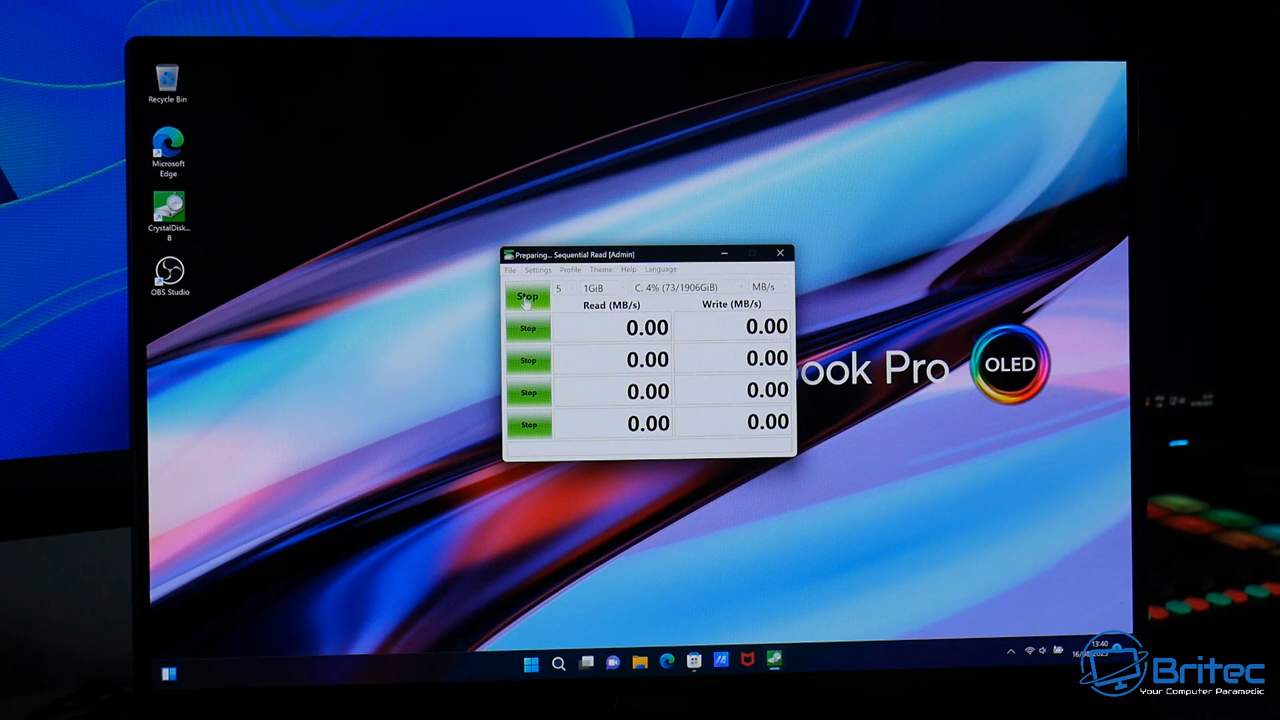 Recycle Bin
Microsoft
Edge
CrystalDisk...
8
OBS Studio
Preparing... Sequential Read [Admin]
File Settings Profile Theme Help Language
Stop 5 1GiB C: 4% (73/1906GiB) MB/s
Read (MB/s) Write (MB/s)
Stop 0.00 0.00
Stop 0.00 0.00
Stop 0.00 0.00
Stop 0.00 0.00
ook Pro OLED
13:40
Britec
Your Computer Paramedic